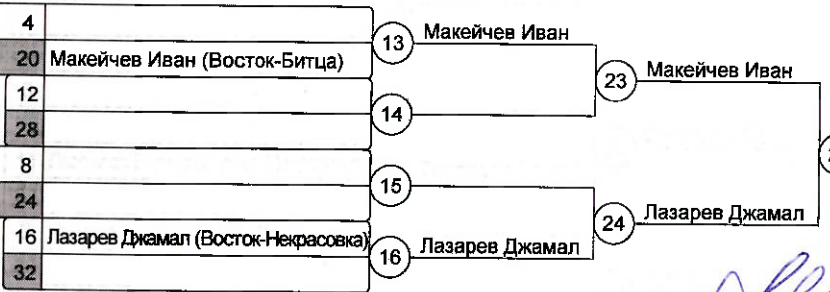 4
Макейчев Иван
13
20 Макейчев Иван (Восток-Битца)
23 Макейчев Иван
12
14
28
8
15
24
24 Лазарев Джамал
16 Лазарев Джамал (Восток-Некрасовка)
16 Лазарев Джамал
32